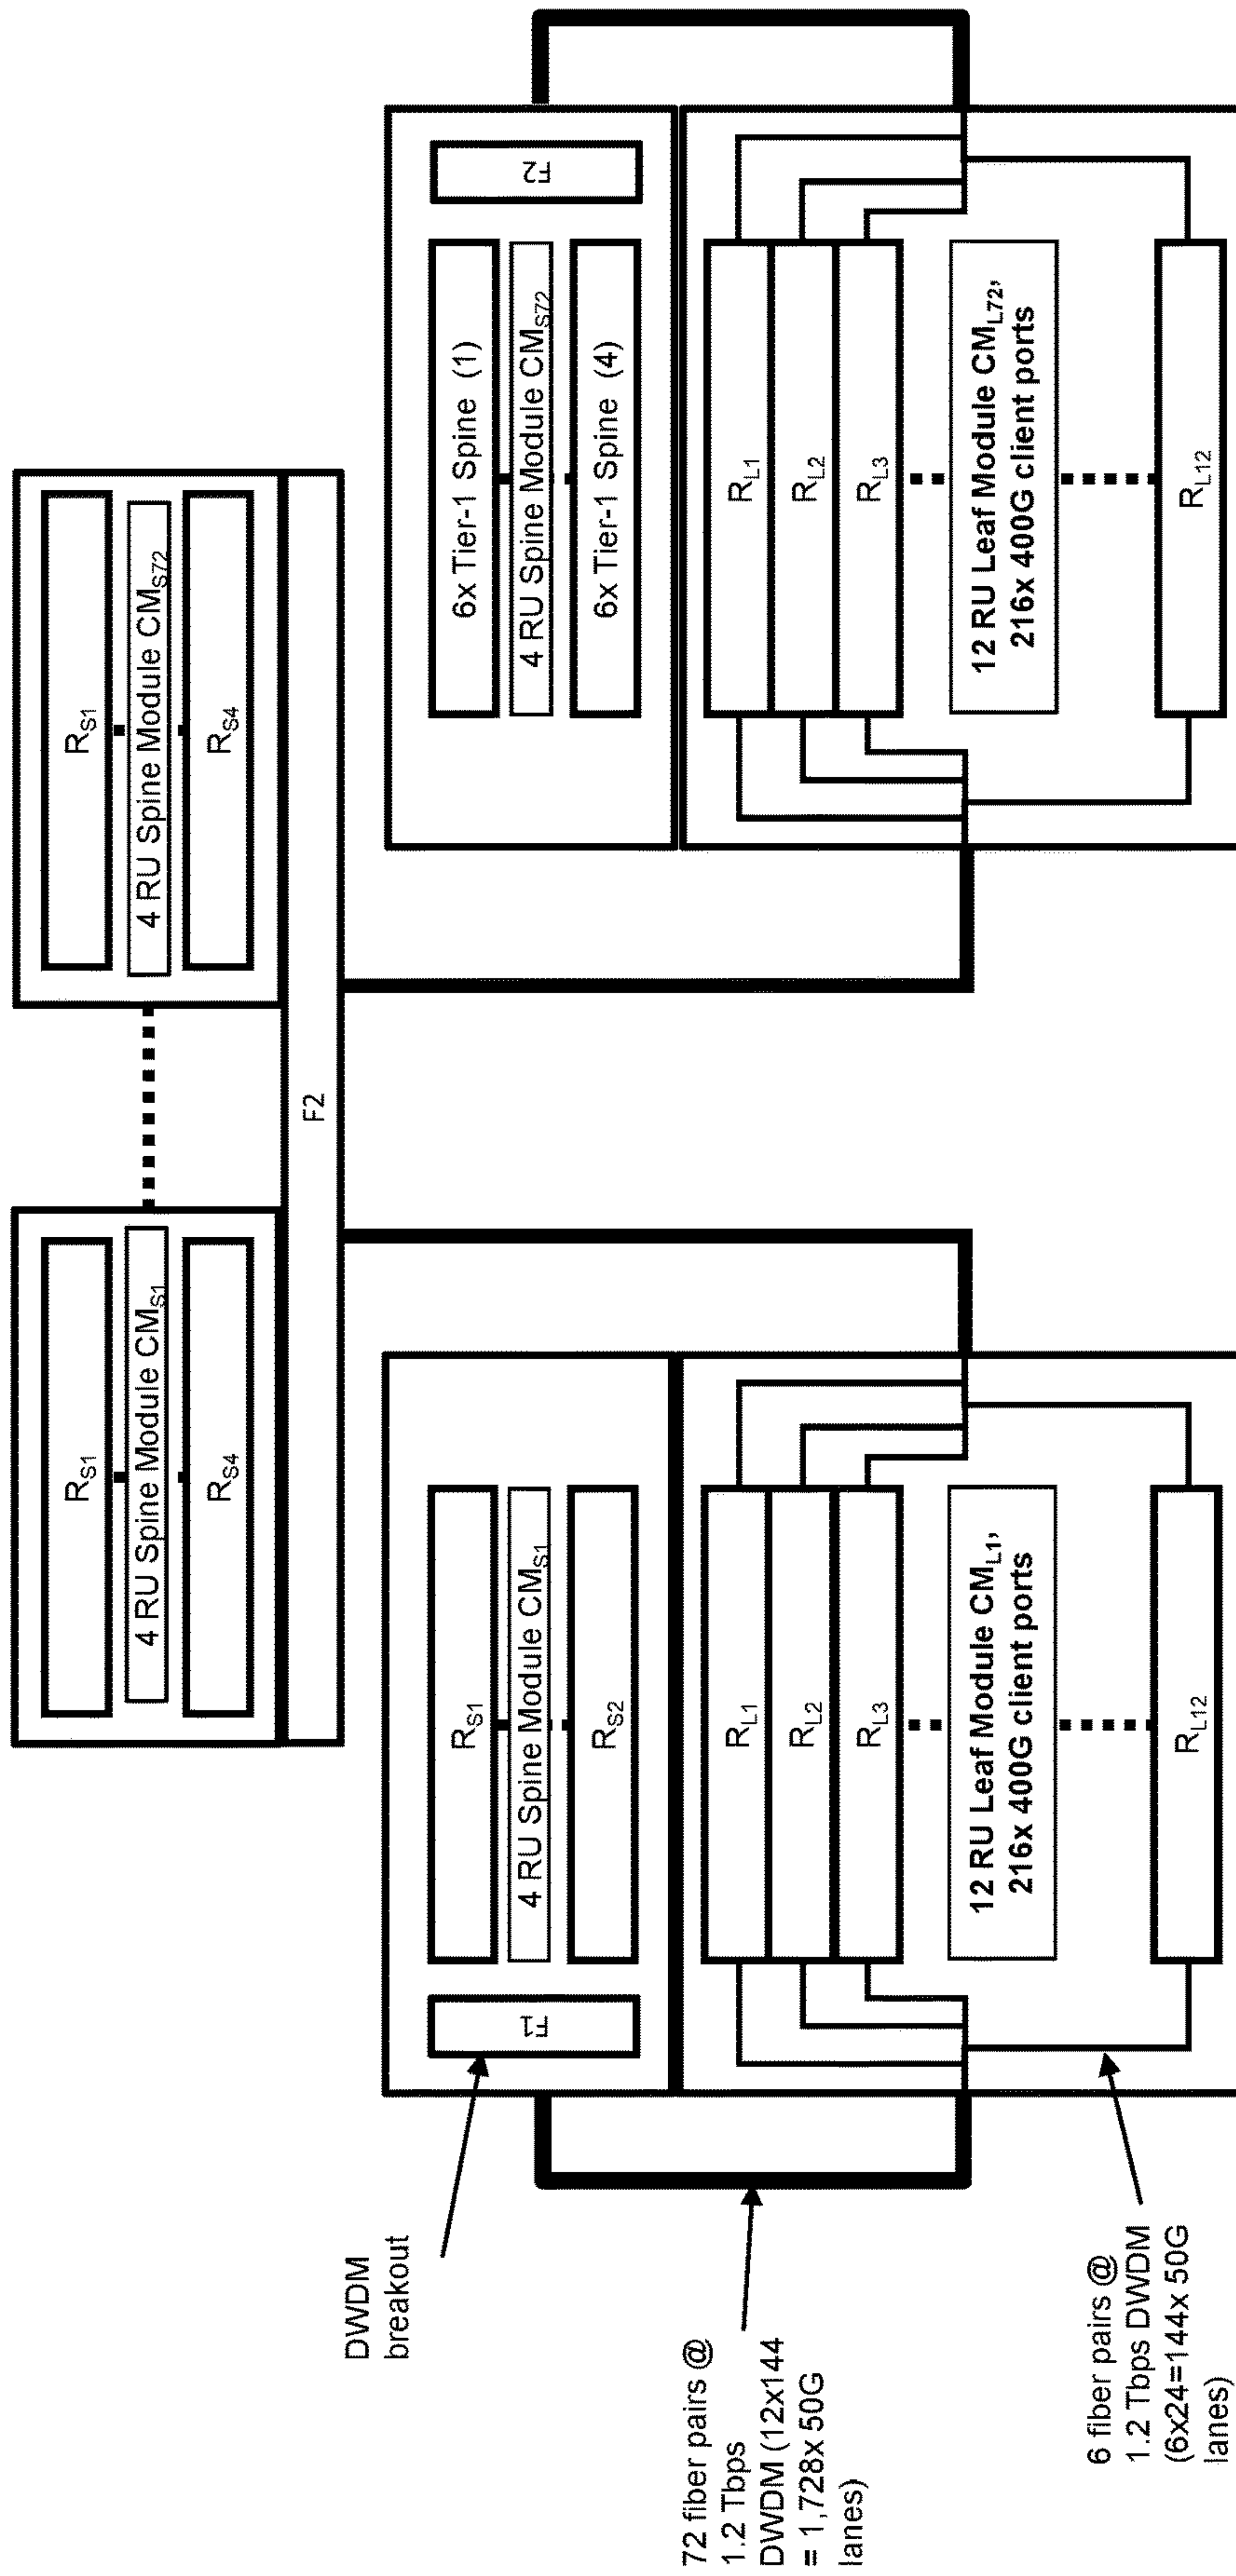 R_S1
4 RU Spine Module CM_S1
R_S4
R_S1
4 RU Spine Module CM_S72
R_S4
F2
DWDM
breakout
F1
R_S1
4 RU Spine Module CM_S1
R_S2
6x Tier-1 Spine (1)
4 RU Spine Module CM_S72
6x Tier-1 Spine (4)
F2
72 fiber pairs @
1.2 Tbps
DWDM (12x144
= 1,728x 50G
lanes)
R_L1
R_L2
R_L3
12 RU Leaf Module CM_L1,
216x 400G client ports
R_L12
R_L1
R_L2
R_L3
12 RU Leaf Module CM_L72,
216x 400G client ports
R_L12
6 fiber pairs @
1.2 Tbps DWDM
(6x24=144x 50G
lanes)